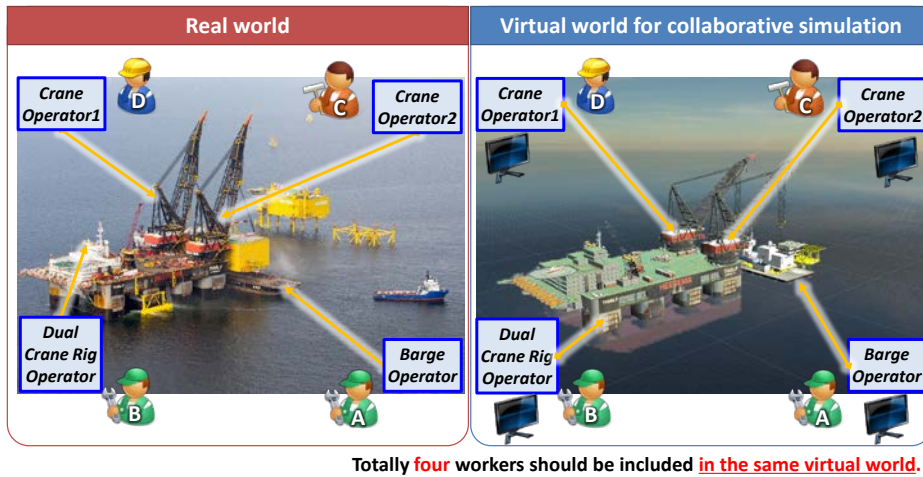 Real world
Virtual world for collaborative simulation
D
C
Crane
Operator1
Crane
Operator2
Dual
Crane Rig
Operator
Barge
Operator
B
A
D
C
Crane
Operator1
Crane
Operator2
Dual
Crane Rig
Operator
Barge
Operator
B
A
Totally four workers should be included in the same virtual world.